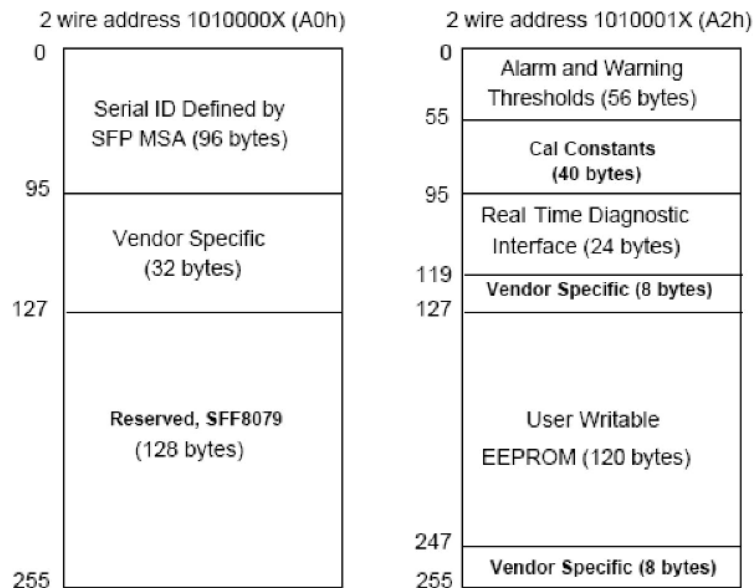 2 wire address 1010000X (A0h)
0
Serial ID Defined by
SFP MSA (96 bytes)
95
Vendor Specific
(32 bytes)
127
Reserved, SFF8079
(128 bytes)
255
2 wire address 1010001X (A2h)
0
Alarm and Warning
Thresholds (56 bytes)
55
Cal Constants
(40 bytes)
95
Real Time Diagnostic
Interface (24 bytes)
119
Vendor Specific (8 bytes)
127
User Writable
EEPROM (120 bytes)
247
Vendor Specific (8 bytes)
255